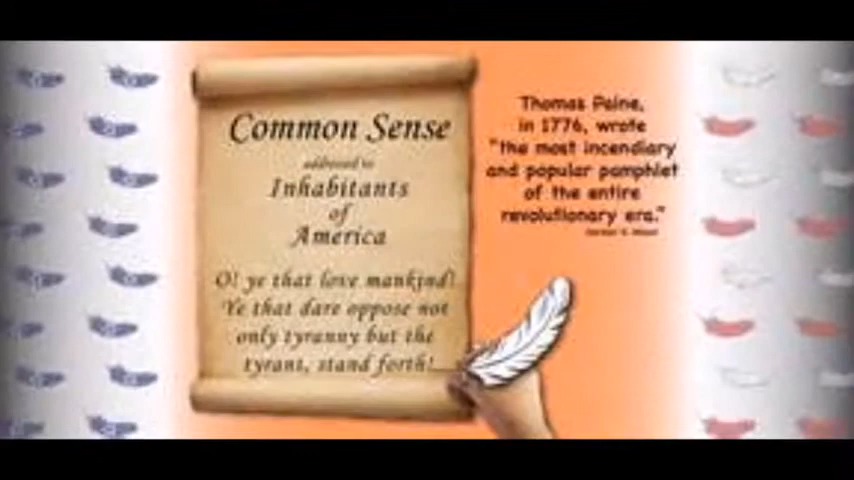 Common Sense
addressed to
Inhabitants
of
America
O! ye that love mankind!
Ye that dare oppose not
only tyranny but the
tyrant, stand forth!
Thomas Paine,
in 1776, wrote
"the most incendiary
and popular pamphlet
of the entire
revolutionary era."
Gordon S. Wood